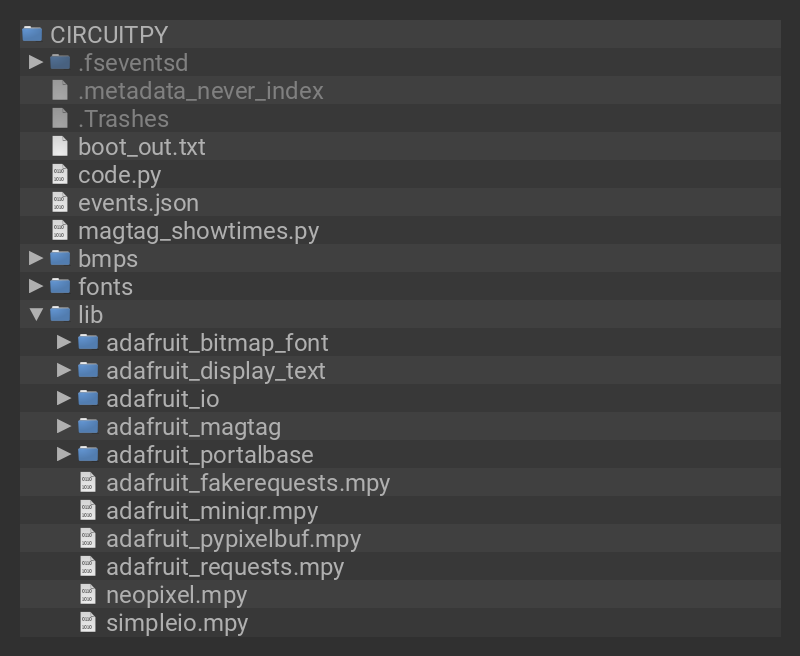 CIRCUITPY
.fseventsd
.metadata_never_index
.Trashes
boot_out.txt
code.py
events.json
magtag_showtimes.py
bmps
fonts
lib
adafruit_bitmap_font
adafruit_display_text
adafruit_io
adafruit_magtag
adafruit_portalbase
adafruit_fakerequests.mpy
adafruit_miniqr.mpy
adafruit_pypixelbuf.mpy
adafruit_requests.mpy
neopixel.mpy
simpleio.mpy